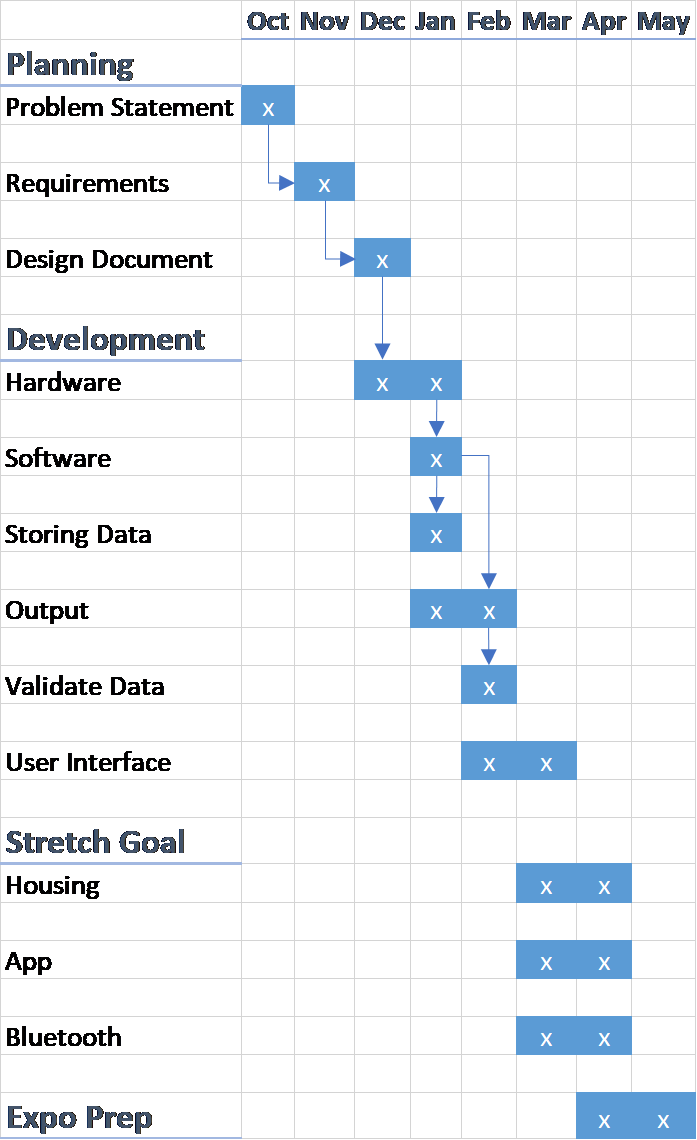 Oct Nov Dec Jan Feb Mar Apr May
Planning
Problem Statement x
Requirements x
Design Document x
Development
Hardware x x
Software x
Storing Data x
Output x x
Validate Data x
User Interface x x
Stretch Goal
Housing x x
App x x
Bluetooth x x
Expo Prep x x